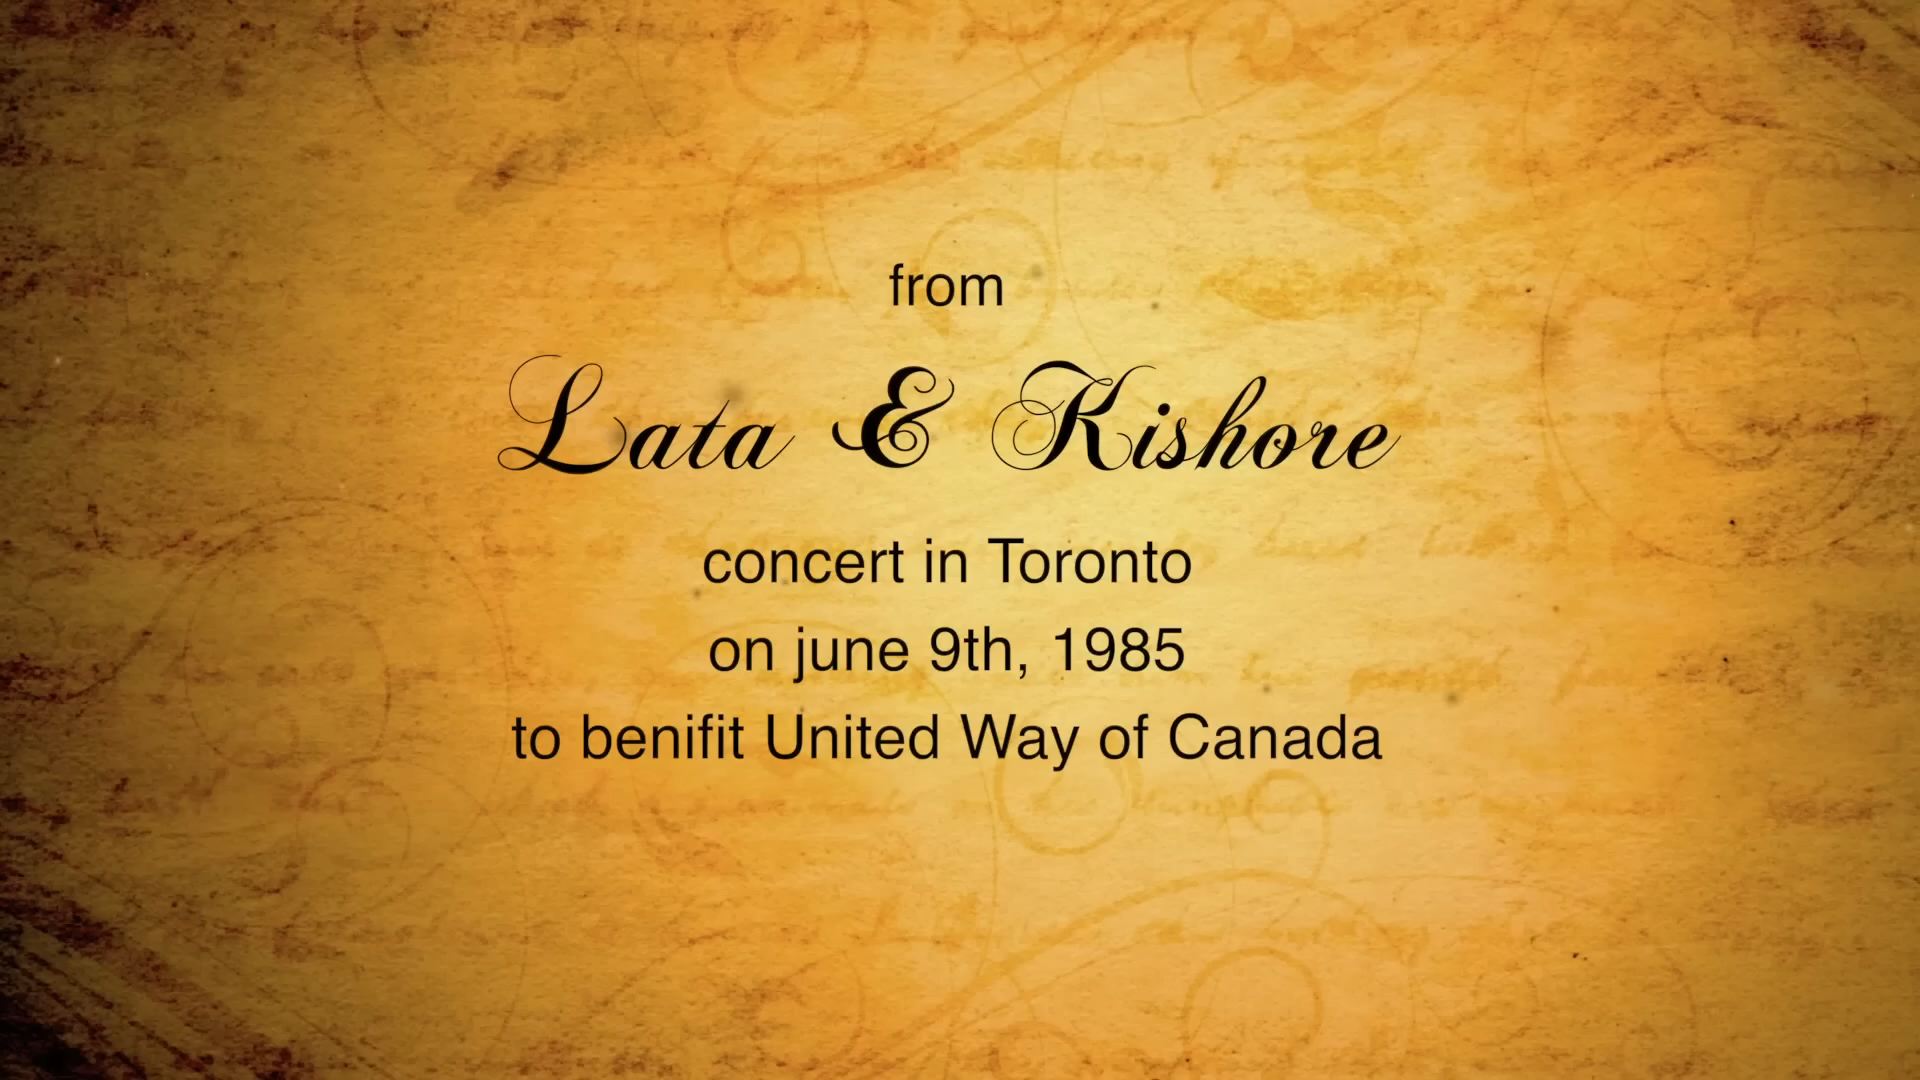 from
Lata & Kishore
concert in Toronto
on june 9th, 1985
to benifit United Way of Canada